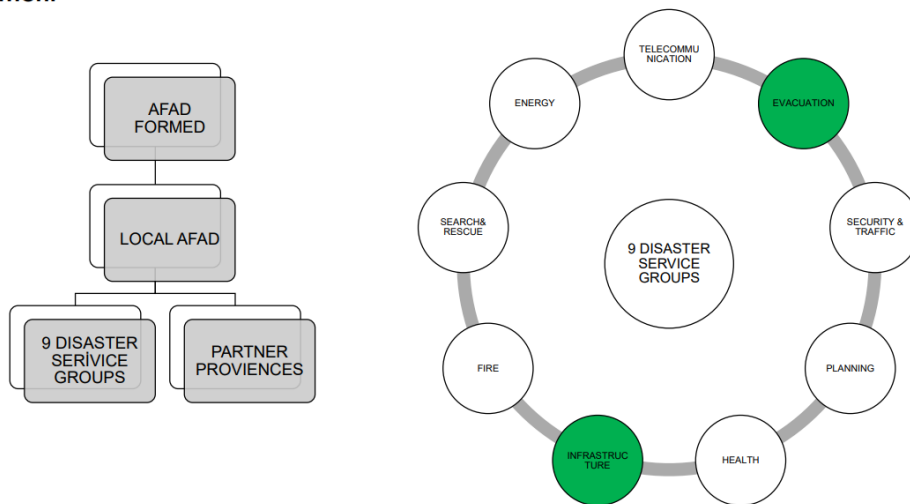 AFAD
FORMED
LOCAL AFAD
9 DISASTER
SERİVICE
GROUPS
PARTNER
PROVIENCES
TELECOMMU
NICATION
EVACUATION
SECURITY &
TRAFFIC
PLANNING
HEALTH
INFRASTRUC
TURE
FIRE
SEARCH&
RESCUE
ENERGY
9 DISASTER
SERVICE
GROUPS